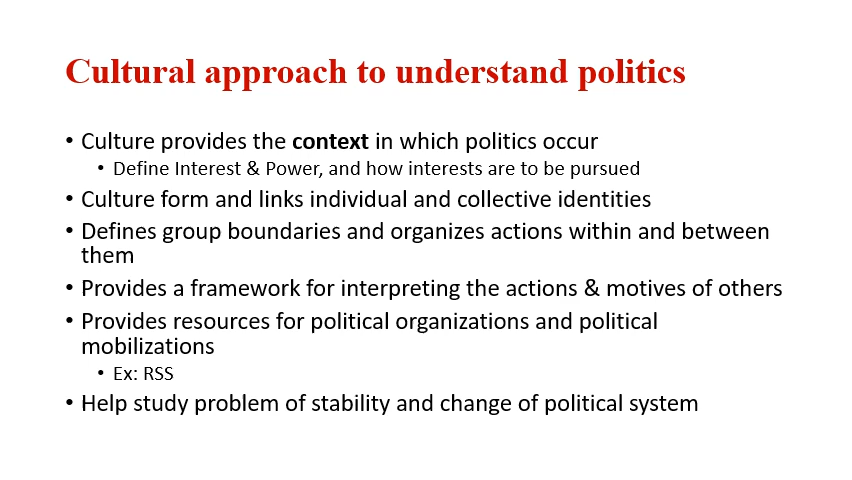 Cultural approach to understand politics
• Culture provides the context in which politics occur
• Define Interest & Power, and how interests are to be pursued
• Culture form and links individual and collective identities
• Defines group boundaries and organizes actions within and between
them
• Provides a framework for interpreting the actions & motives of others
• Provides resources for political organizations and political
mobilizations
• Ex: RSS
• Help study problem of stability and change of political system